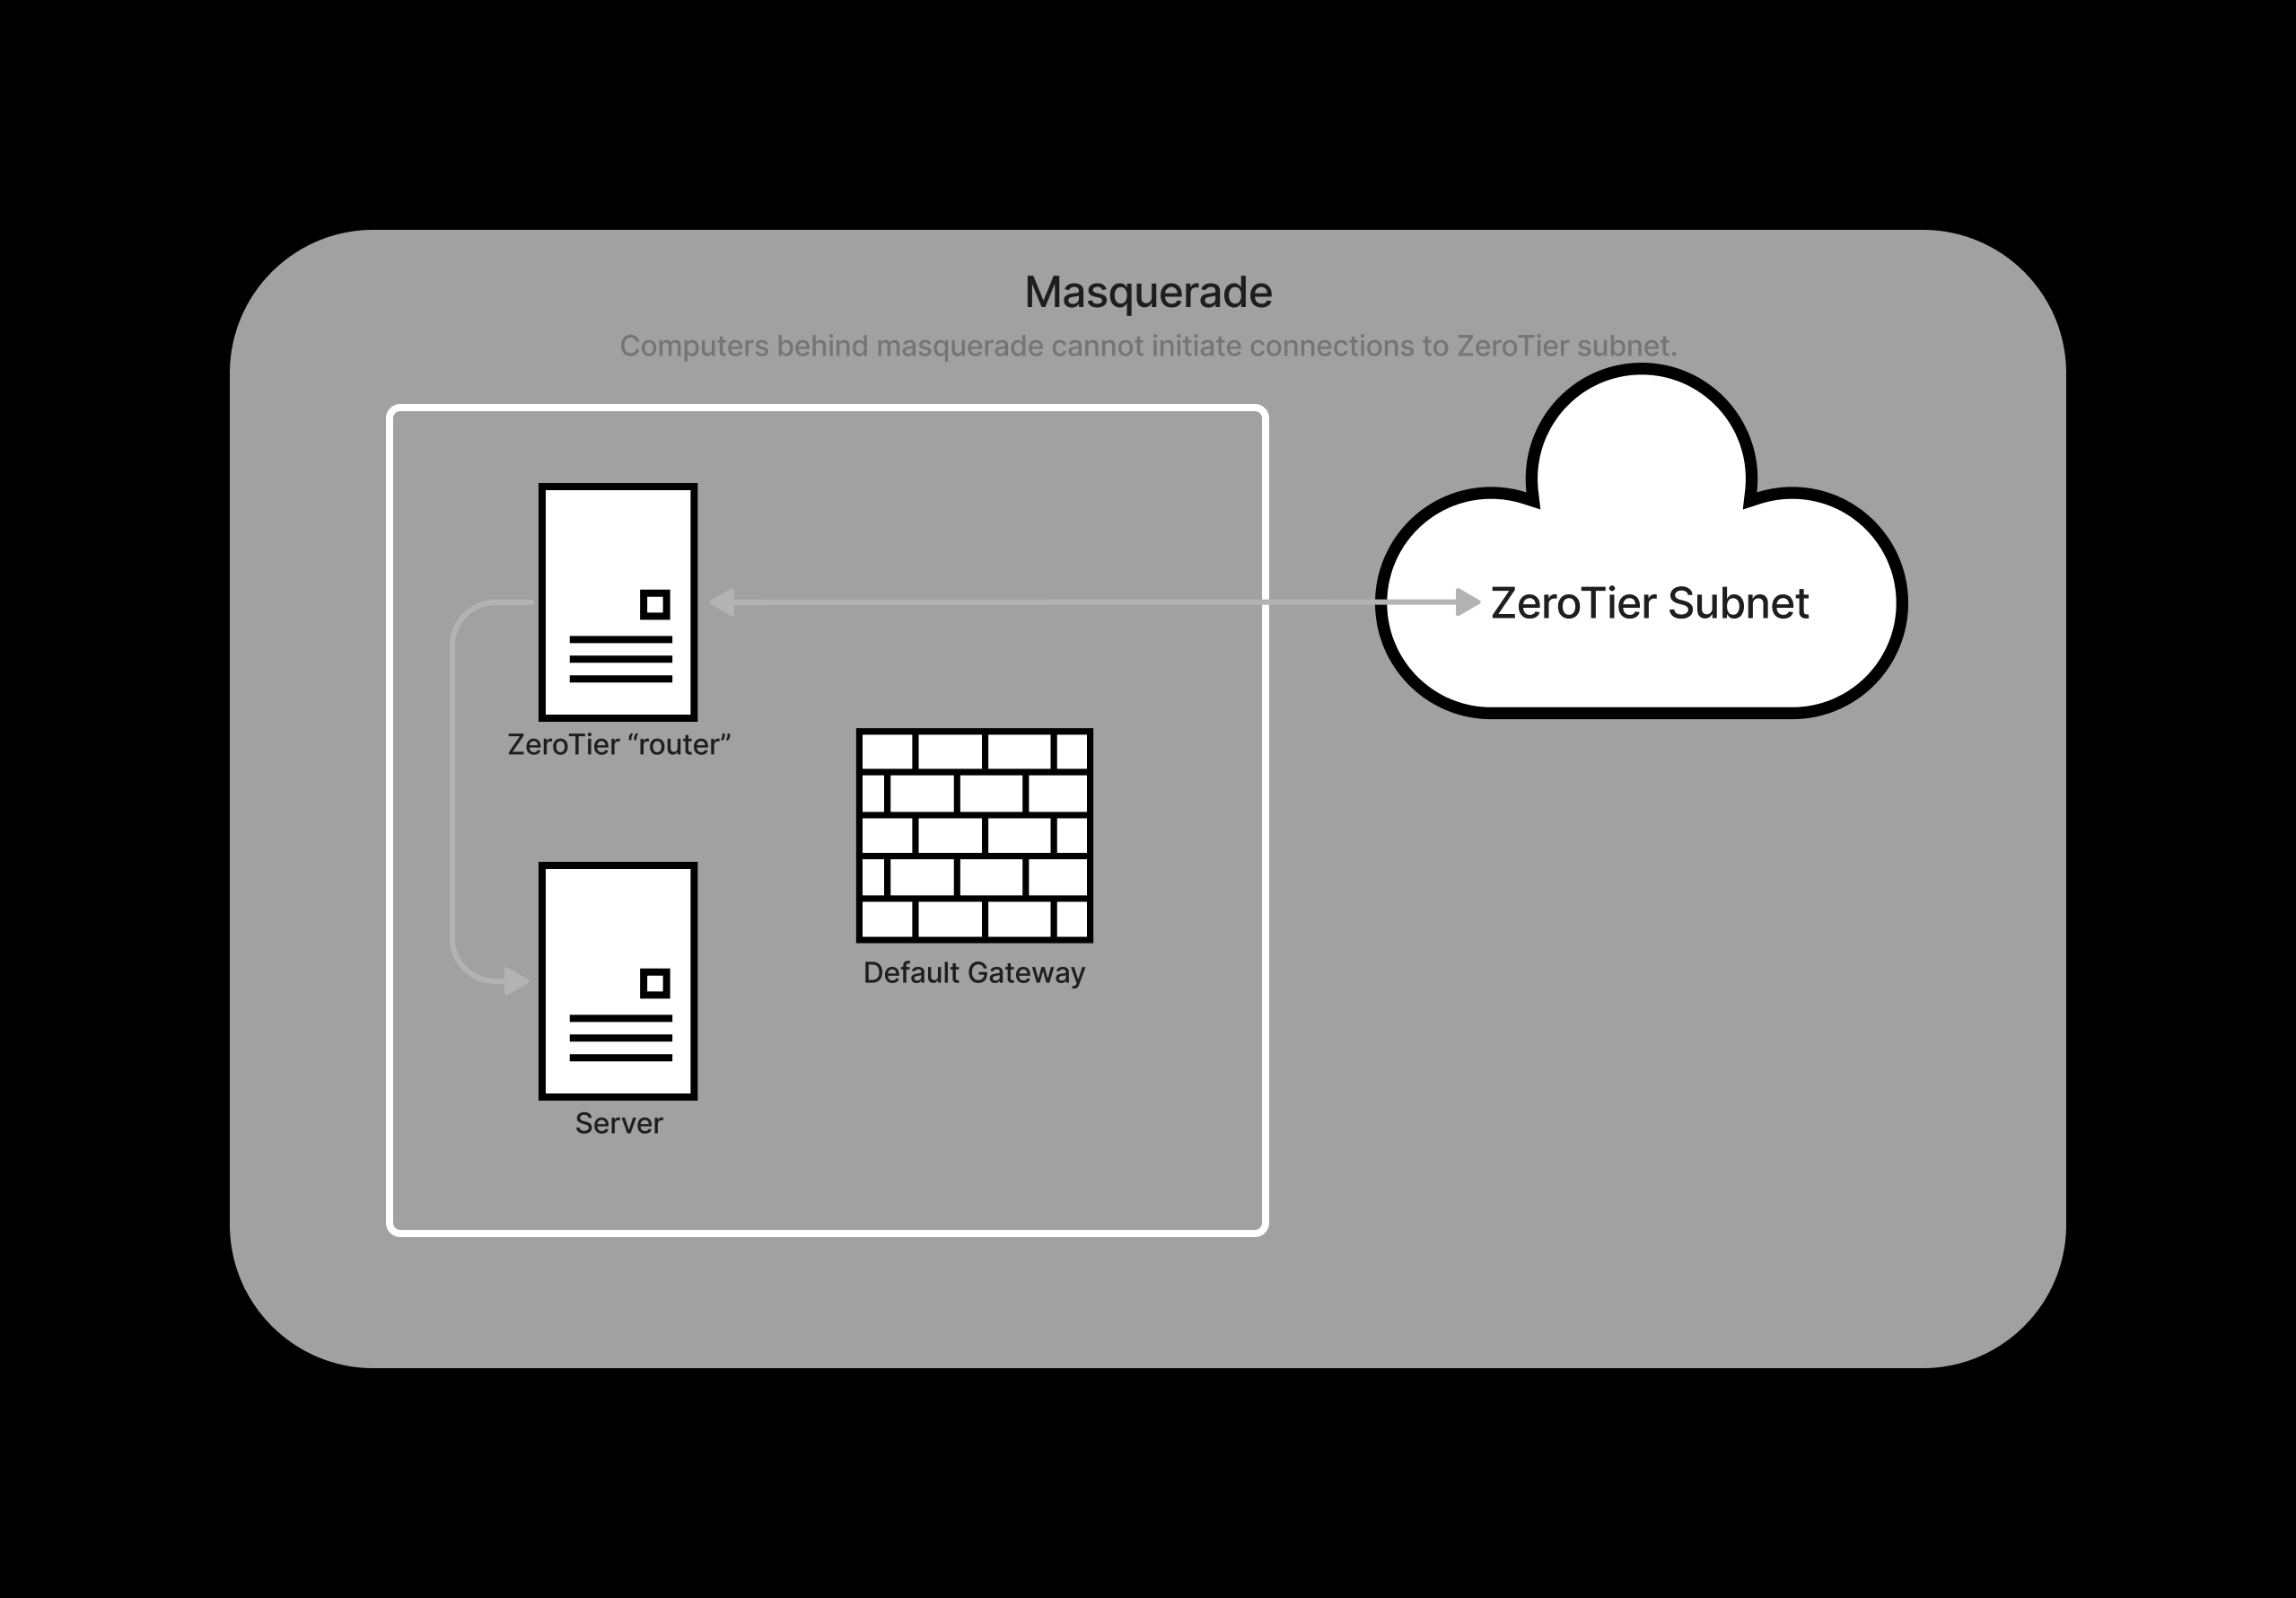 Masquerade
Computers behind masquerade cannot initiate connections to ZeroTier subnet.
ZeroTier Subnet
ZeroTier “router”
Default Gateway
Server